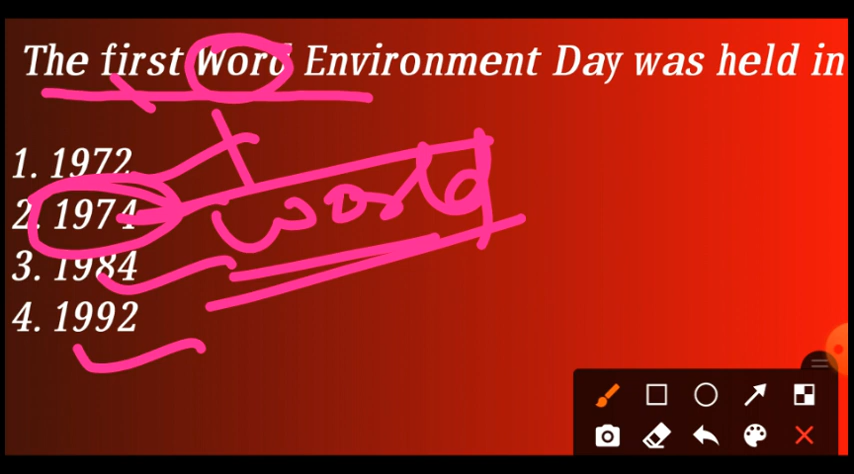 The first Word Environment Day was held in
1. 1972
2. 1974
world
3. 1984
4. 1992